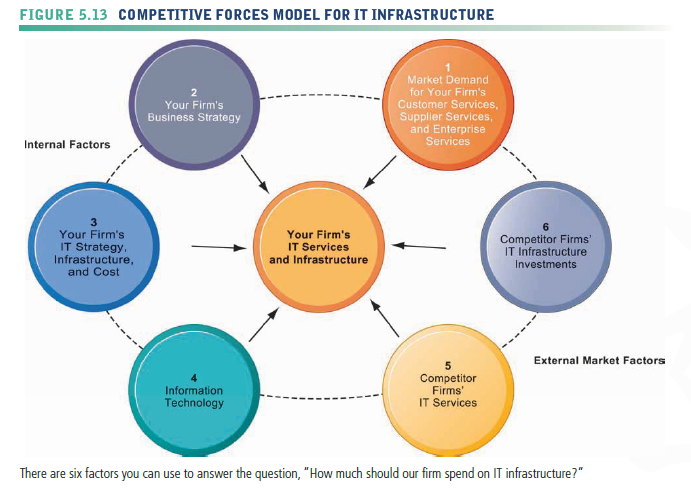 FIGURE 5.13 COMPETITIVE FORCES MODEL FOR IT INFRASTRUCTURE
2
Your Firm's
Business Strategy
1
Market Demand
for Your Firm's
Customer Services,
Supplier Services,
and Enterprise
Services
Internal Factors
3
Your Firm's
IT Strategy,
Infrastructure,
and Cost
Your Firm's
IT Services
and Infrastructure
6
Competitor Firms'
IT Infrastructure
Investments
4
Information
Technology
5
Competitor
Firms'
IT Services
External Market Factors
There are six factors you can use to answer the question, “How much should our firm spend on IT infrastructure?”